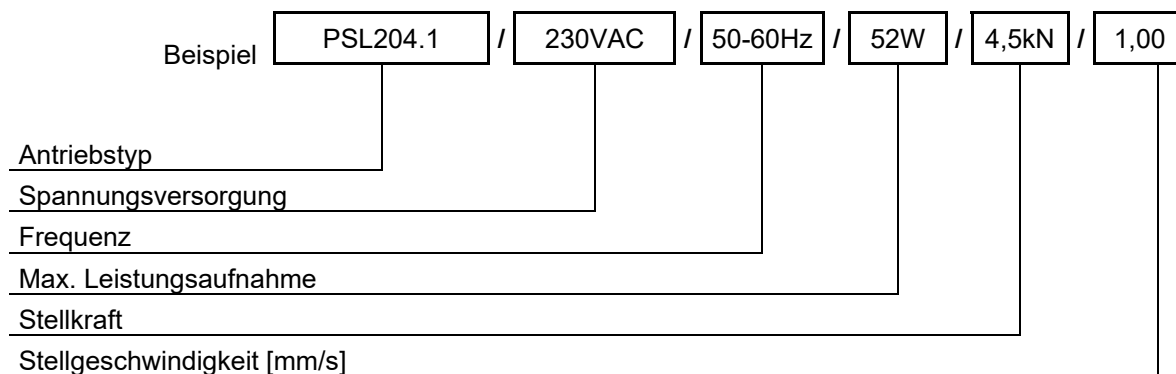 Beispiel PSL204.1 / 230VAC / 50-60Hz / 52W / 4,5kN / 1,00
Antriebstyp
Spannungsversorgung
Frequenz
Max. Leistungsaufnahme
Stellkraft
Stellgeschwindigkeit [mm/s]